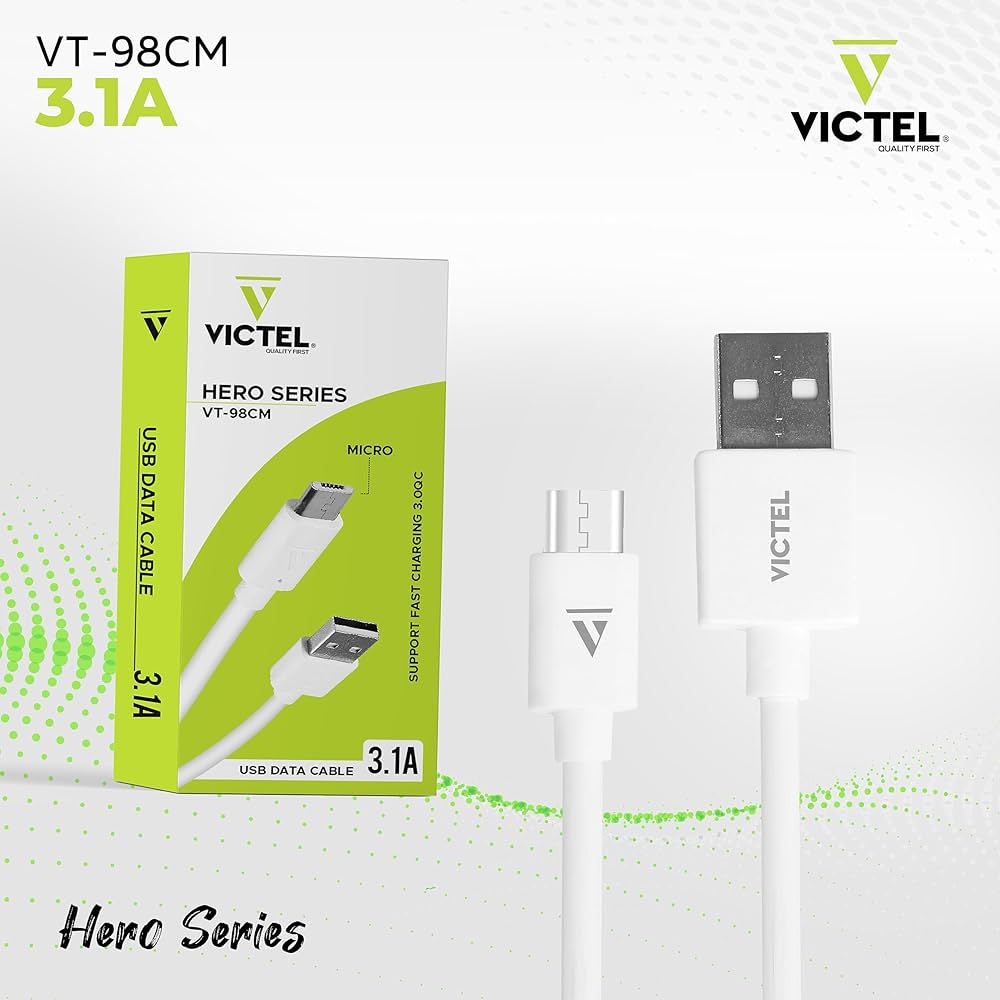 VT-98CM
3.1A
VICTEL®
QUALITY FIRST
VICTEL®
QUALITY FIRST
HERO SERIES
VT-98CM
MICRO
SUPPORT FAST CHARGING 3.0QC
USB DATA CABLE 3.1A
USB DATA CABLE
3.1A
VICTEL
Hero Series